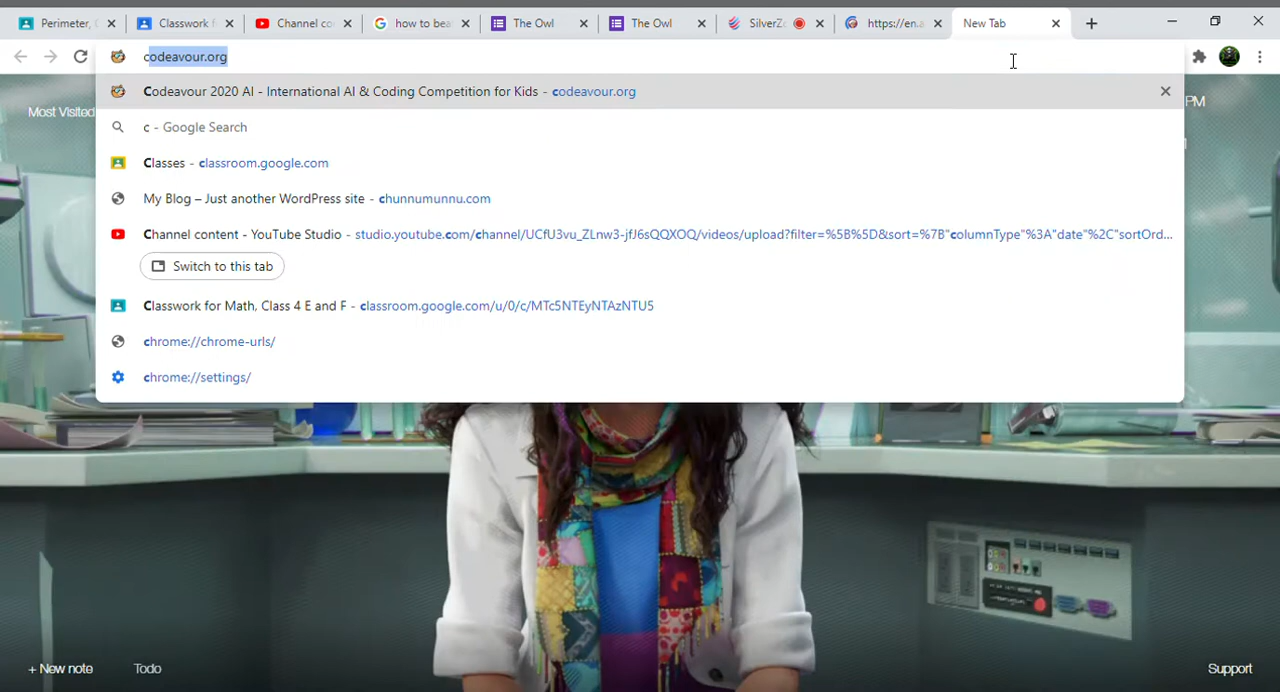 Perimeter, Classwork f Channel co how to bea The Owl The Owl SilverZo https://en.a New Tab
codeavour.org
Codeavour 2020 AI - International AI & Coding Competition for Kids - codeavour.org
c - Google Search
Classes - classroom.google.com
My Blog – Just another WordPress site - chunnumunnu.com
Channel content - YouTube Studio - studio.youtube.com/channel/UCfU3vu_ZLnw3-jfJ6sQQXOQ/videos/upload?filter=%5B%5D&sort=%7B"columnType"%3A"date"%2C"sortOrd...
Switch to this tab
Classwork for Math, Class 4 E and F - classroom.google.com/u/0/c/MTc5NTEyNTAzNTU5
chrome://chrome-urls/
chrome://settings/
Most Visited
PM
+ New note Todo
Support